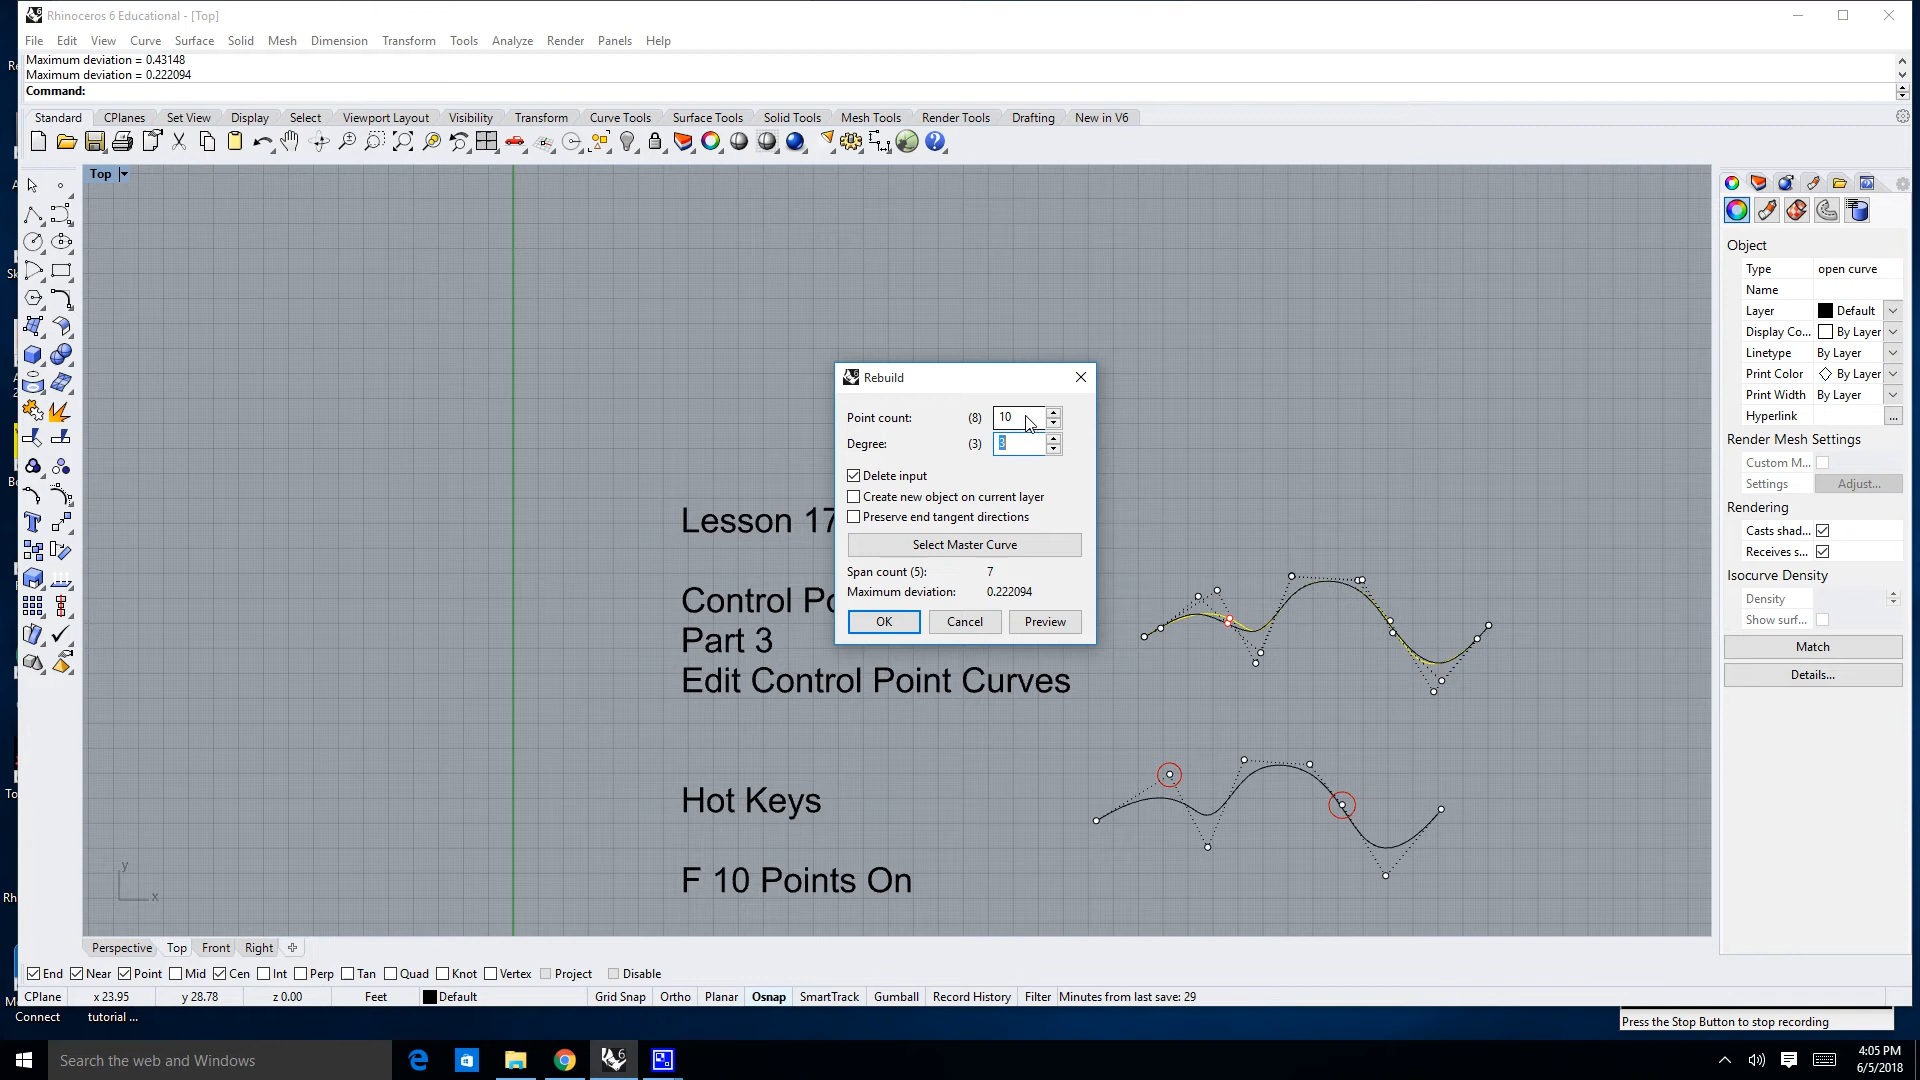 Rhinoceros 6 Educational - [Top]
File Edit View Curve Surface Solid Mesh Dimension Transform Tools Analyze Render Panels Help
Maximum deviation = 0.43148
Maximum deviation = 0.222094
Command:
Standard CPlanes Set View Display Select Viewport Layout Visibility Transform Curve Tools Surface Tools Solid Tools Mesh Tools Render Tools Drafting New in V6
Top
Rebuild
Point count: (8) 10
Degree: (3) 3
Delete input
Create new object on current layer
Preserve end tangent directions
Select Master Curve
Span count (5): 7
Maximum deviation: 0.222094
OK Cancel Preview
Lesson 17
Control Po
Part 3
Edit Control Point Curves
Hot Keys
F 10 Points On
y
x
Object
Type open curve
Name
Layer Default
Display Co... By Layer
Linetype By Layer
Print Color By Layer
Print Width By Layer
Hyperlink ...
Render Mesh Settings
Custom M...
Settings Adjust...
Rendering
Casts shad...
Receives s...
Isocurve Density
Density
Show surf...
Match
Details...
Perspective Top Front Right
End Near Point Mid Cen Int Perp Tan Quad Knot Vertex Project Disable
CPlane x 23.95 y 28.78 z 0.00 Feet Default Grid Snap Ortho Planar Osnap SmartTrack Gumball Record History Filter Minutes from last save: 29
Connect tutorial ...
Press the Stop Button to stop recording
Search the web and Windows
4:05 PM
6/5/2018